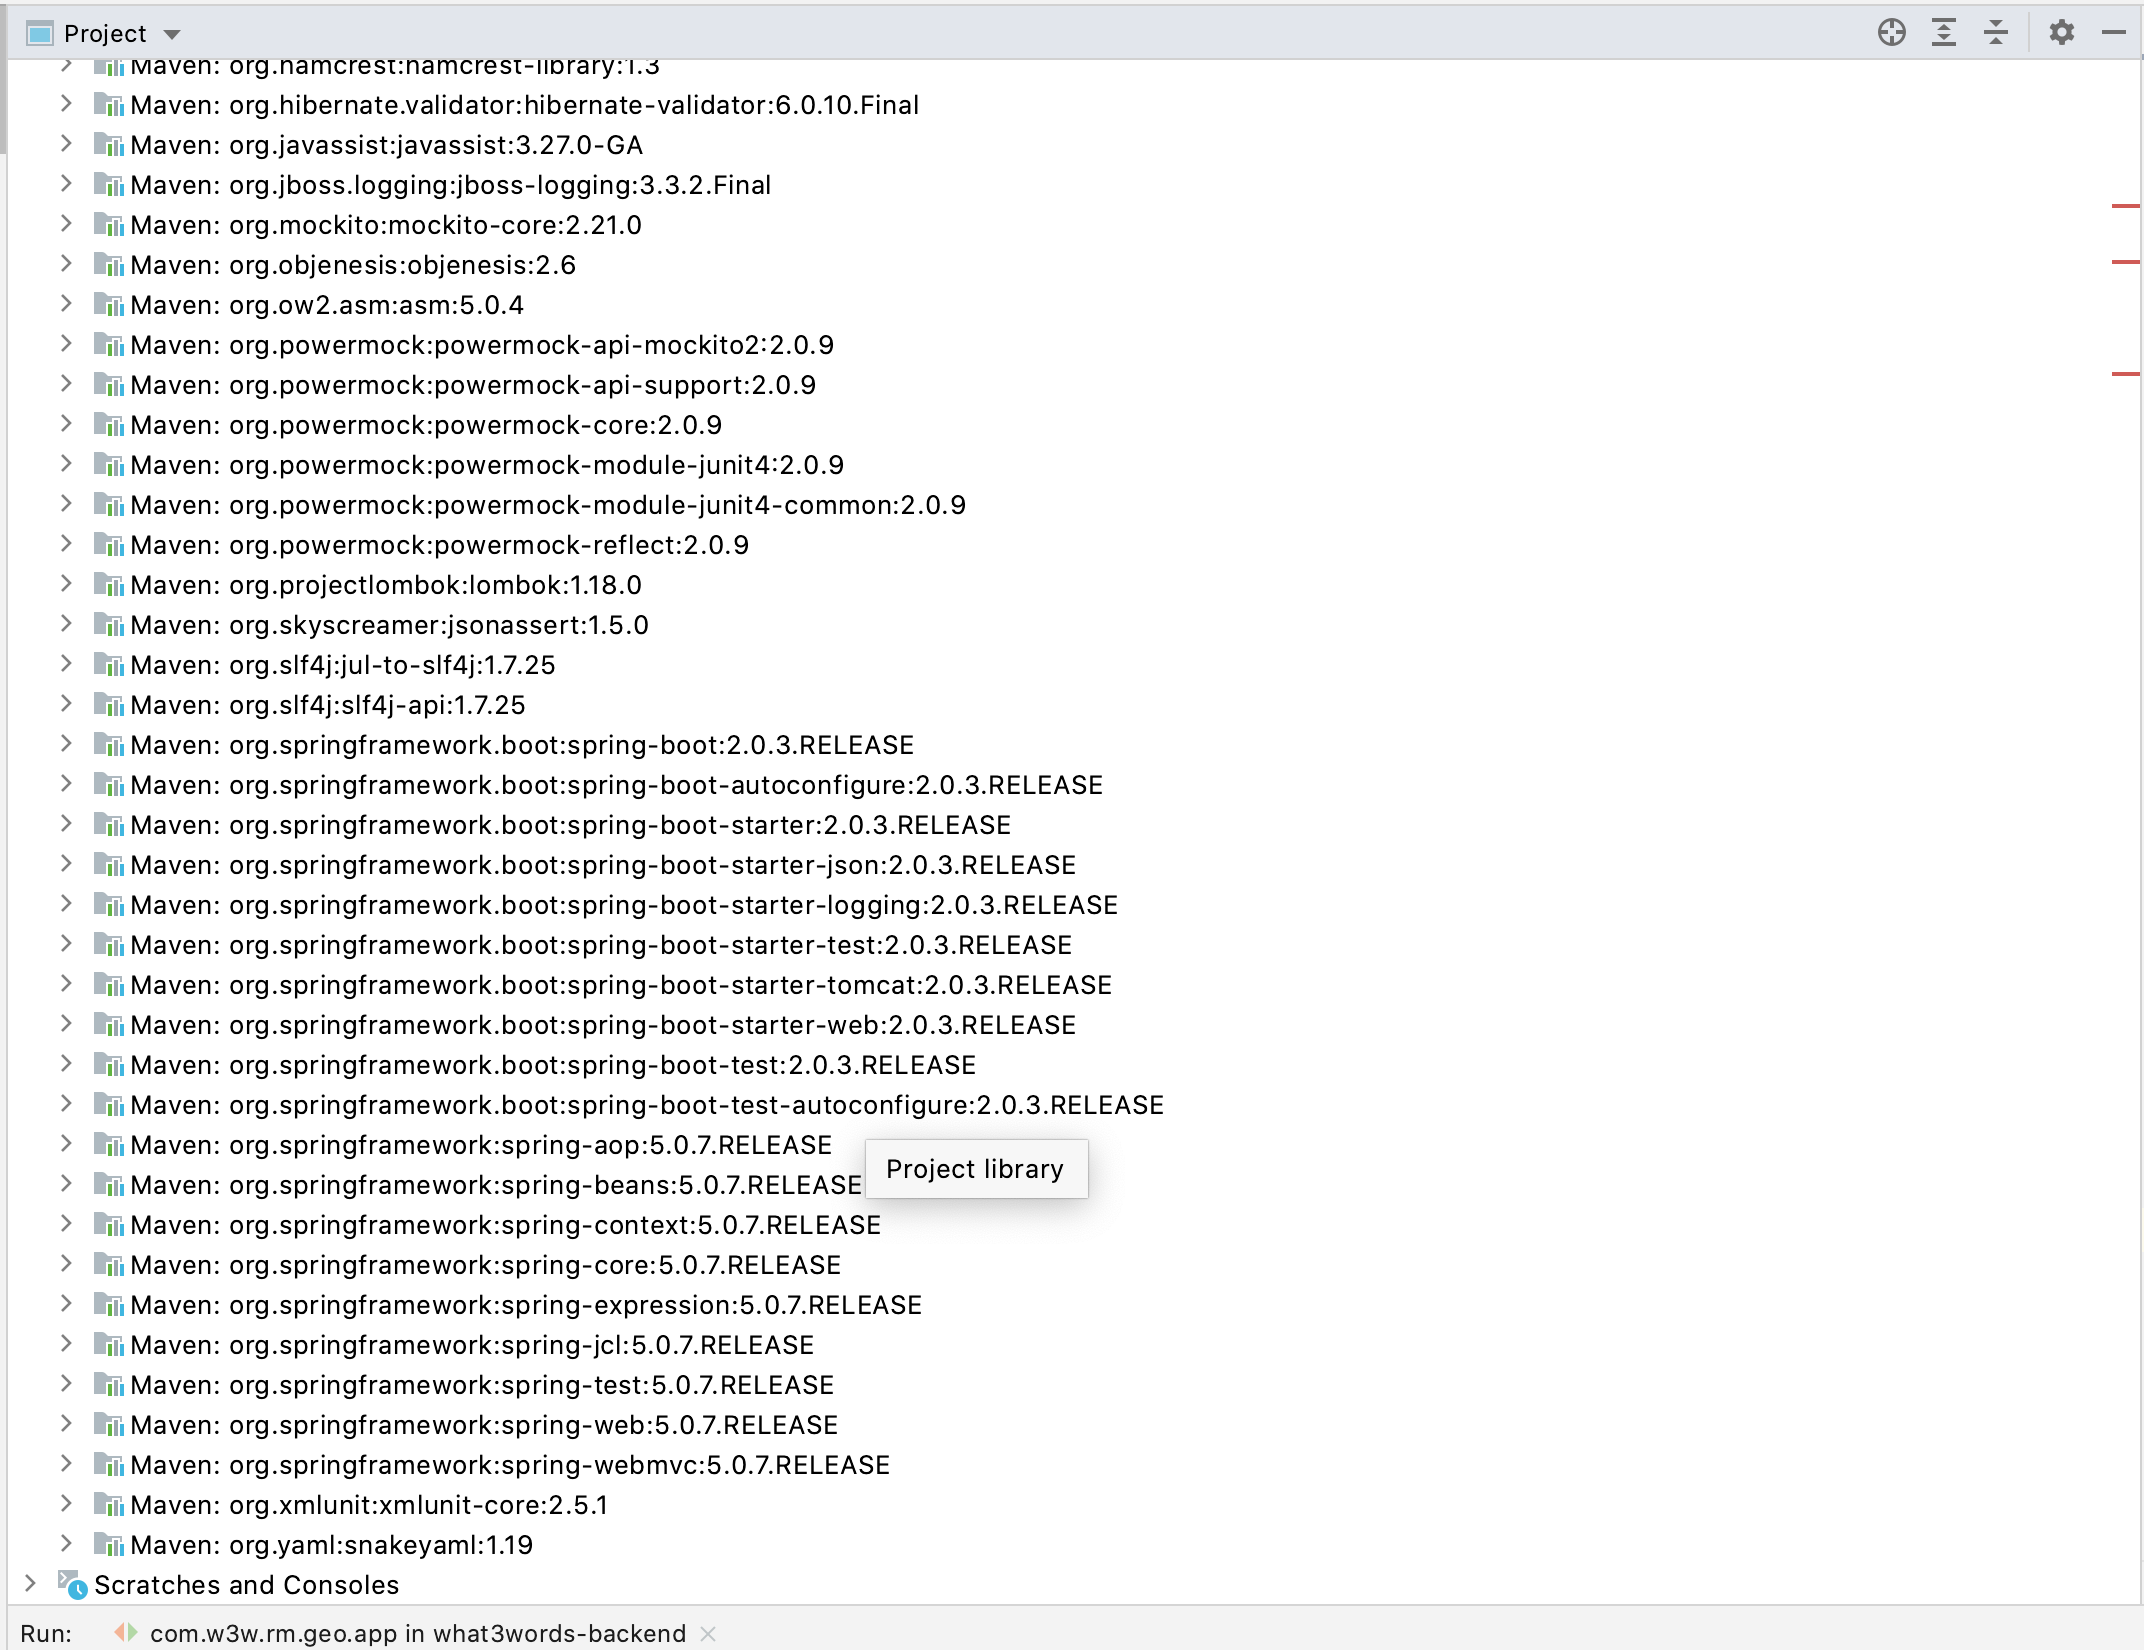 Project
Maven: org.hamcrest:hamcrest-library:1.3
Maven: org.hibernate.validator:hibernate-validator:6.0.10.Final
Maven: org.javassist:javassist:3.27.0-GA
Maven: org.jboss.logging:jboss-logging:3.3.2.Final
Maven: org.mockito:mockito-core:2.21.0
Maven: org.objenesis:objenesis:2.6
Maven: org.ow2.asm:asm:5.0.4
Maven: org.powermock:powermock-api-mockito2:2.0.9
Maven: org.powermock:powermock-api-support:2.0.9
Maven: org.powermock:powermock-core:2.0.9
Maven: org.powermock:powermock-module-junit4:2.0.9
Maven: org.powermock:powermock-module-junit4-common:2.0.9
Maven: org.powermock:powermock-reflect:2.0.9
Maven: org.projectlombok:lombok:1.18.0
Maven: org.skyscreamer:jsonassert:1.5.0
Maven: org.slf4j:jul-to-slf4j:1.7.25
Maven: org.slf4j:slf4j-api:1.7.25
Maven: org.springframework.boot:spring-boot:2.0.3.RELEASE
Maven: org.springframework.boot:spring-boot-autoconfigure:2.0.3.RELEASE
Maven: org.springframework.boot:spring-boot-starter:2.0.3.RELEASE
Maven: org.springframework.boot:spring-boot-starter-json:2.0.3.RELEASE
Maven: org.springframework.boot:spring-boot-starter-logging:2.0.3.RELEASE
Maven: org.springframework.boot:spring-boot-starter-test:2.0.3.RELEASE
Maven: org.springframework.boot:spring-boot-starter-tomcat:2.0.3.RELEASE
Maven: org.springframework.boot:spring-boot-starter-web:2.0.3.RELEASE
Maven: org.springframework.boot:spring-boot-test:2.0.3.RELEASE
Maven: org.springframework.boot:spring-boot-test-autoconfigure:2.0.3.RELEASE
Maven: org.springframework:spring-aop:5.0.7.RELEASE
Project library
Maven: org.springframework:spring-beans:5.0.7.RELEASE
Maven: org.springframework:spring-context:5.0.7.RELEASE
Maven: org.springframework:spring-core:5.0.7.RELEASE
Maven: org.springframework:spring-expression:5.0.7.RELEASE
Maven: org.springframework:spring-jcl:5.0.7.RELEASE
Maven: org.springframework:spring-test:5.0.7.RELEASE
Maven: org.springframework:spring-web:5.0.7.RELEASE
Maven: org.springframework:spring-webmvc:5.0.7.RELEASE
Maven: org.xmlunit:xmlunit-core:2.5.1
Maven: org.yaml:snakeyaml:1.19
Scratches and Consoles
Run: com.w3w.rm.geo.app in what3words-backend